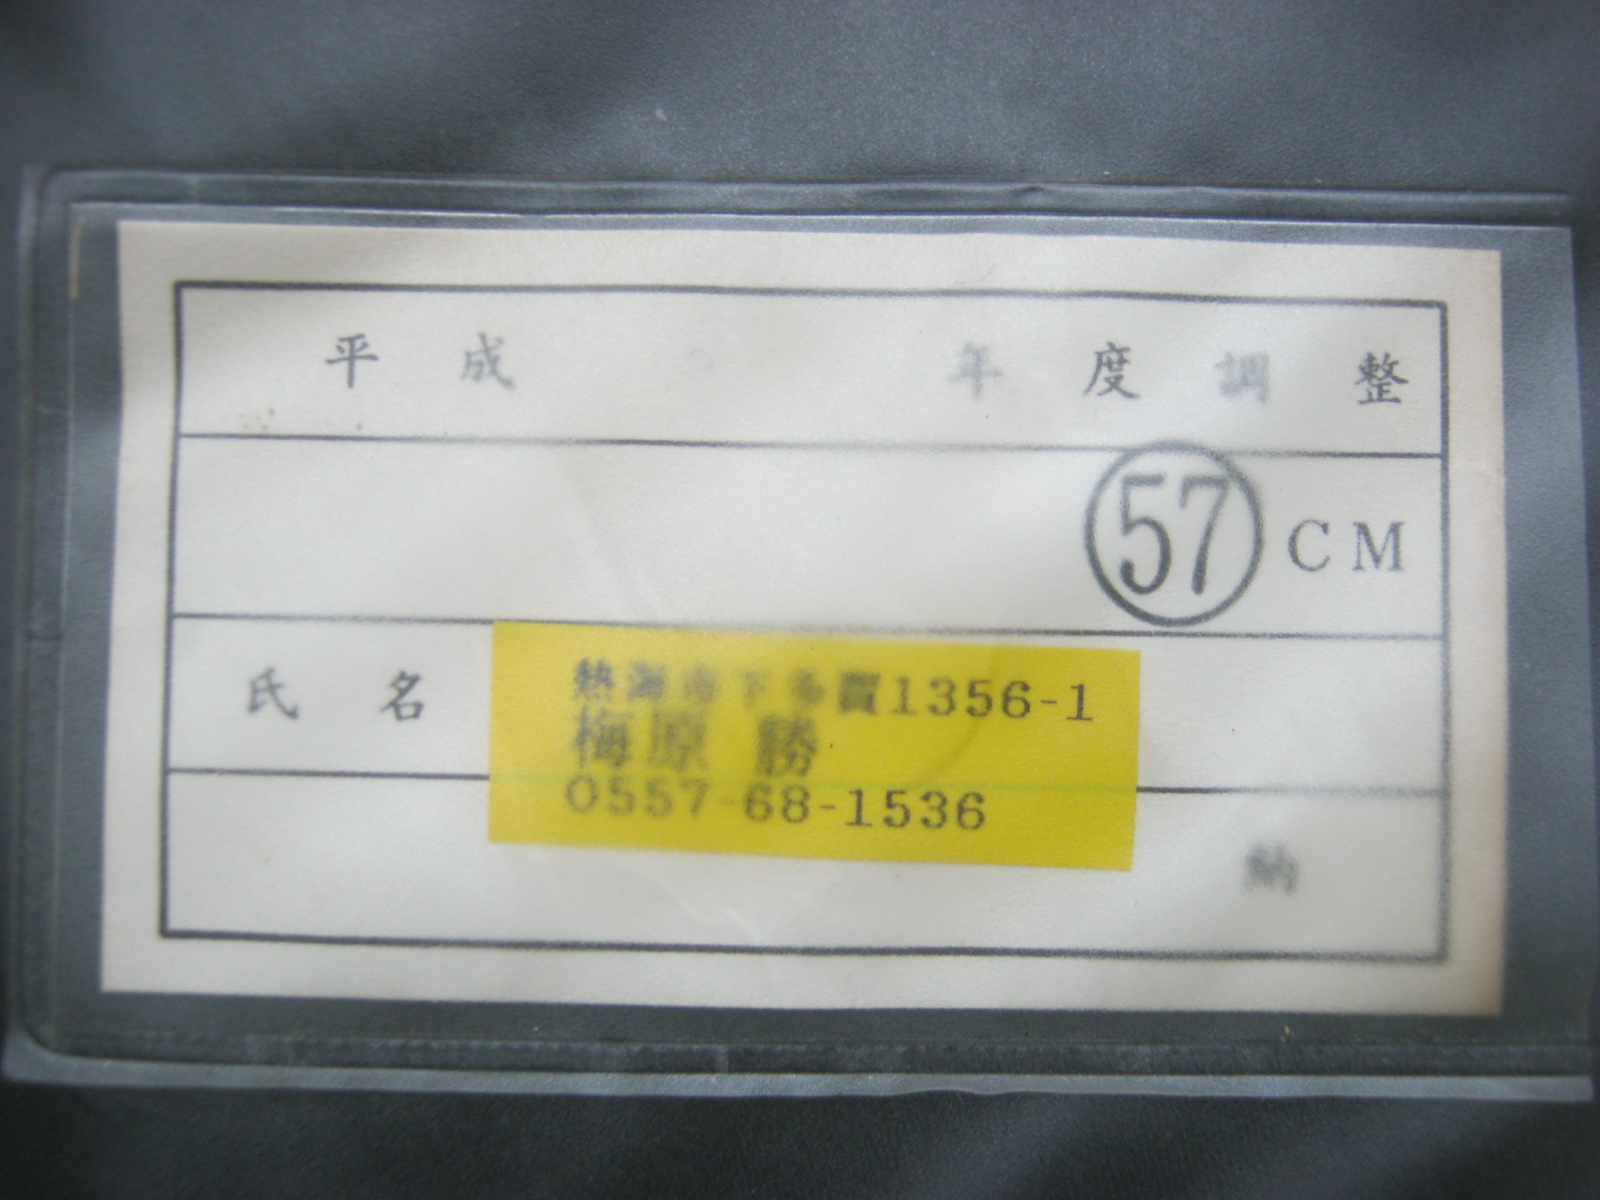 平成 年度調整
57 CM
氏名
熱海市下多賀1356-1
梅原 勝
0557-68-1536
納